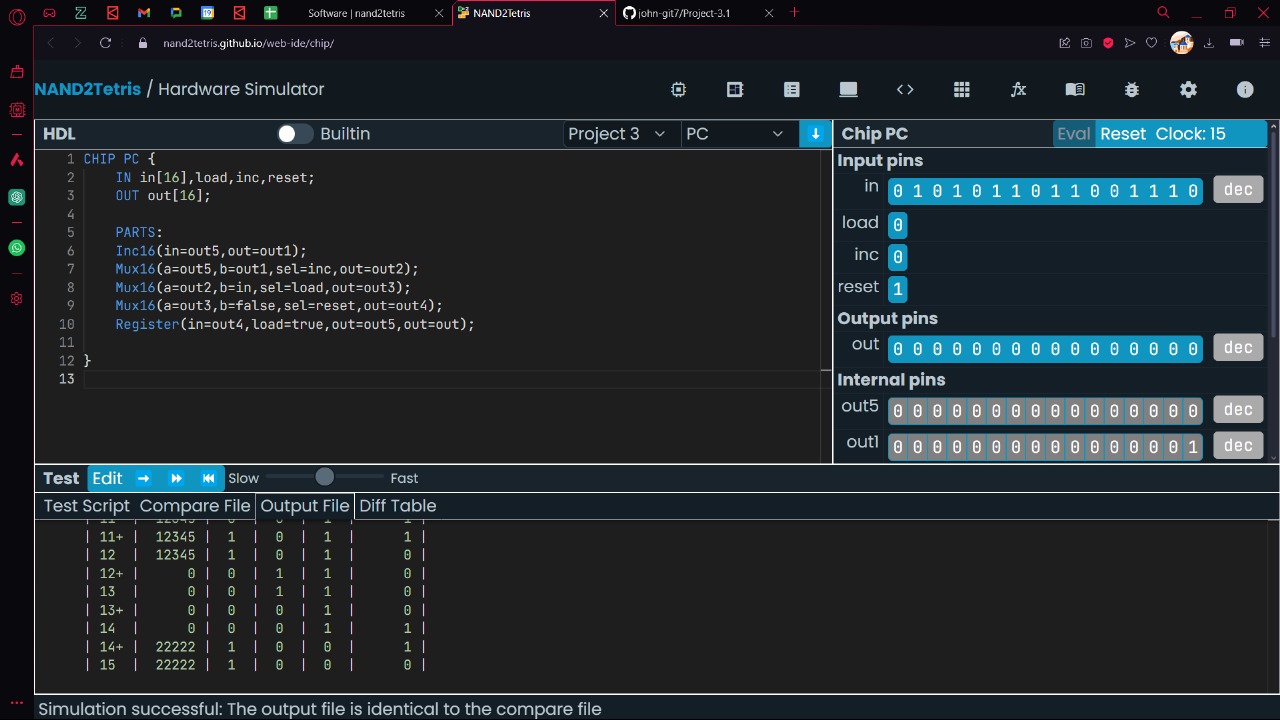 Software | nand2tetris
NAND2Tetris
john-git7/Project-3.1
nand2tetris.github.io/web-ide/chip/
NAND2Tetris / Hardware Simulator
HDL Builtin Project 3 PC
1 CHIP PC {
2 IN in[16],load,inc,reset;
3 OUT out[16];
4
5 PARTS:
6 Inc16(in=out5,out=out1);
7 Mux16(a=out5,b=out1,sel=inc,out=out2);
8 Mux16(a=out2,b=in,sel=load,out=out3);
9 Mux16(a=out3,b=false,sel=reset,out=out4);
10 Register(in=out4,load=true,out=out5,out=out);
11
12 }
13
Chip PC Eval Reset Clock: 15
Input pins
in 0 1 0 1 0 1 1 0 1 1 0 0 1 1 1 0 dec
load 0
inc 0
reset 1
Output pins
out 0 0 0 0 0 0 0 0 0 0 0 0 0 0 0 0 dec
Internal pins
out5 0 0 0 0 0 0 0 0 0 0 0 0 0 0 0 0 dec
out1 0 0 0 0 0 0 0 0 0 0 0 0 0 0 0 1 dec
Test Edit Slow Fast
Test Script Compare File Output File Diff Table
| 11+ | 12345 | 1 | 0 | 1 | 1 |
| 12 | 12345 | 1 | 0 | 1 | 0 |
| 12+ | 0 | 0 | 1 | 1 | 0 |
| 13 | 0 | 0 | 1 | 1 | 0 |
| 13+ | 0 | 0 | 0 | 1 | 0 |
| 14 | 0 | 0 | 0 | 1 | 1 |
| 14+ | 22222 | 1 | 0 | 0 | 1 |
| 15 | 22222 | 1 | 0 | 0 | 0 |
Simulation successful: The output file is identical to the compare file